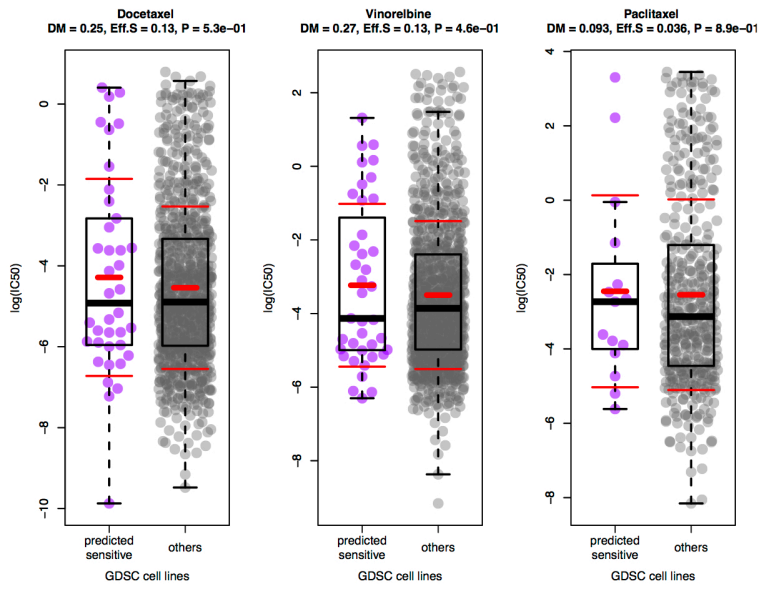 Docetaxel
DM = 0.25, Eff.S = 0.13, P = 5.3e−01
log(IC50)
0
−2
−4
−6
−8
−10
predicted
sensitive
others
GDSC cell lines
Vinorelbine
DM = 0.27, Eff.S = 0.13, P = 4.6e−01
log(IC50)
2
0
−2
−4
−6
−8
predicted
sensitive
others
GDSC cell lines
Paclitaxel
DM = 0.093, Eff.S = 0.036, P = 8.9e−01
log(IC50)
4
2
0
−2
−4
−6
−8
predicted
sensitive
others
GDSC cell lines